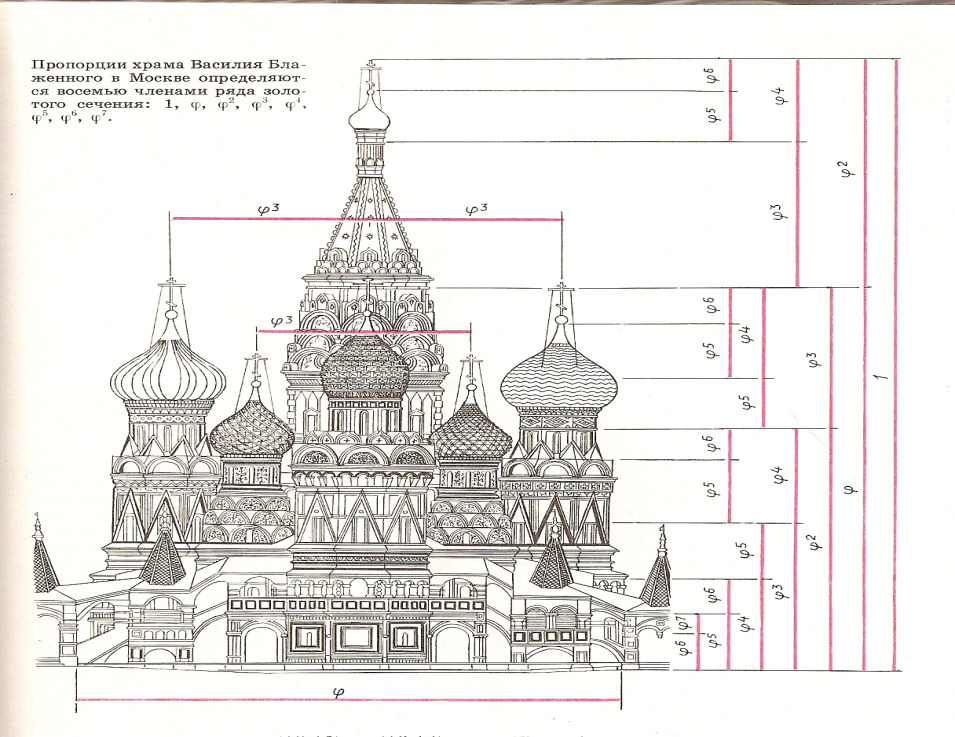 Пропорции храма Василия Бла-
женного в Москве определяют-
ся восемью членами ряда золо-
того сечения: 1, φ, φ², φ³, φ⁴,
φ⁵, φ⁶, φ⁷.
φ⁶
φ⁵
φ⁴
φ²
φ³
φ³ φ³
φ³
φ⁶
φ⁵
φ⁴
φ⁵
φ³
1
φ⁶
φ⁵
φ⁴
φ
φ²
φ⁵
φ³
φ⁶
φ⁴
φ⁷
φ⁶
φ⁵
φ